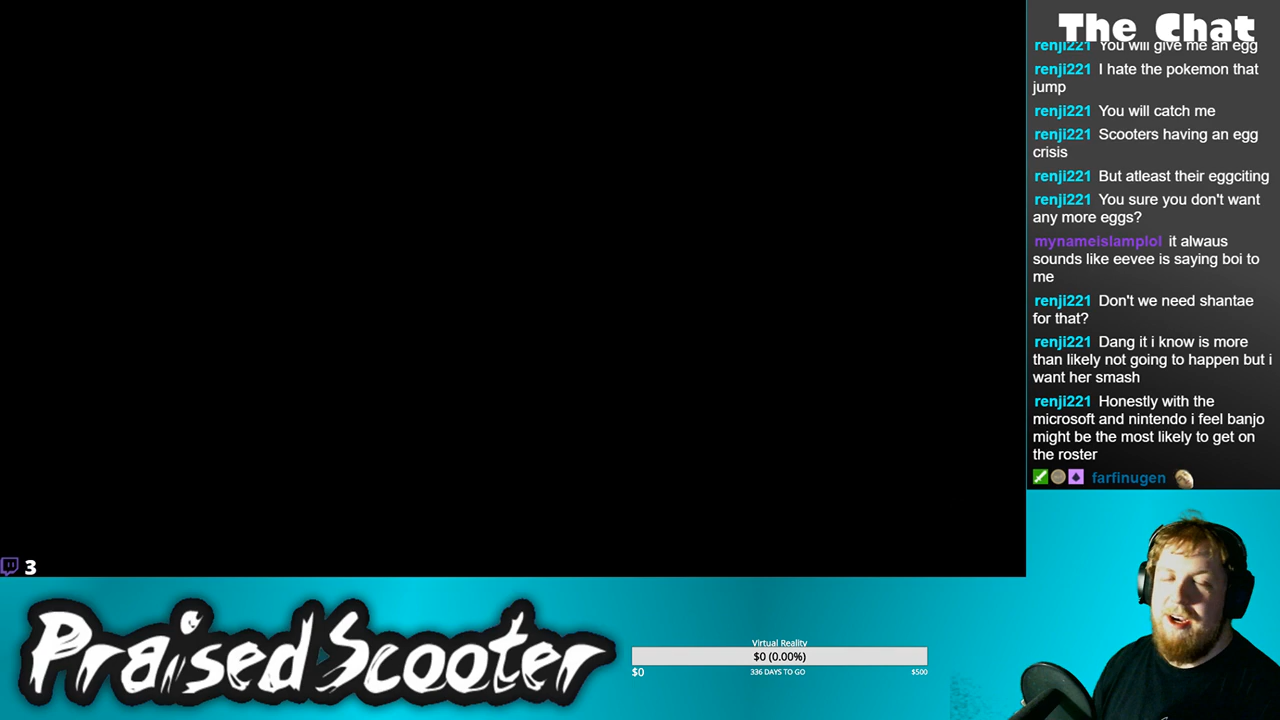 The Chat
renji221 You will give me an egg
renji221 I hate the pokemon that
jump
renji221 You will catch me
renji221 Scooters having an egg
crisis
renji221 But atleast their eggciting
renji221 You sure you don't want
any more eggs?
mynameislamplol it alwaus
sounds like eevee is saying boi to
me
renji221 Don't we need shantae
for that?
renji221 Dang it i know is more
than likely not going to happen but i
want her smash
renji221 Honestly with the
microsoft and nintendo i feel banjo
might be the most likely to get on
the roster
farfinugen
3
PraisedScooter
Virtual Reality
$0 (0.00%)
$0 336 DAYS TO GO $500